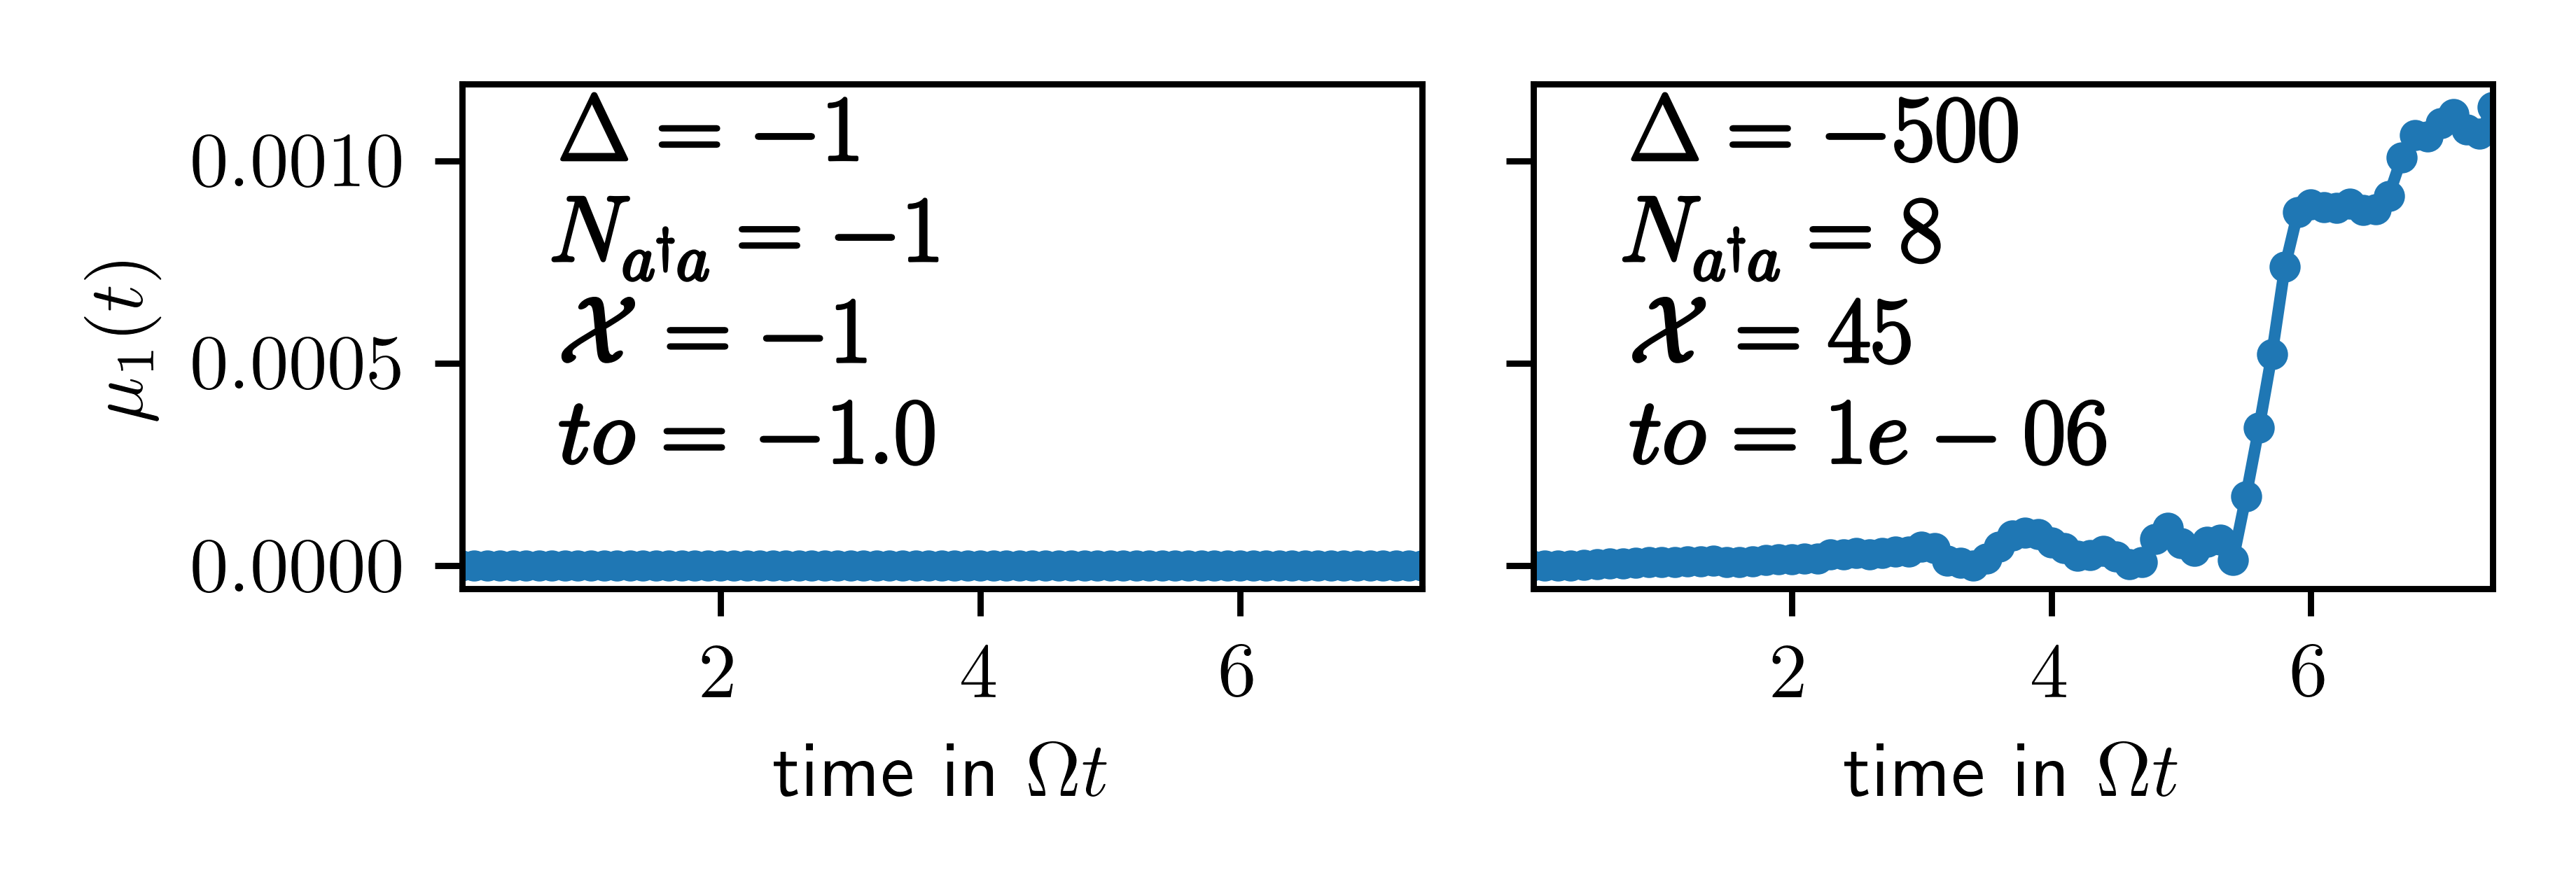 μ₁(t)
0.0010
0.0005
0.0000
Δ = −1
N_{a†a} = −1
𝒳 = −1
to = −1.0
2 4 6
time in Ωt
Δ = −500
N_{a†a} = 8
𝒳 = 45
to = 1e − 06
2 4 6
time in Ωt